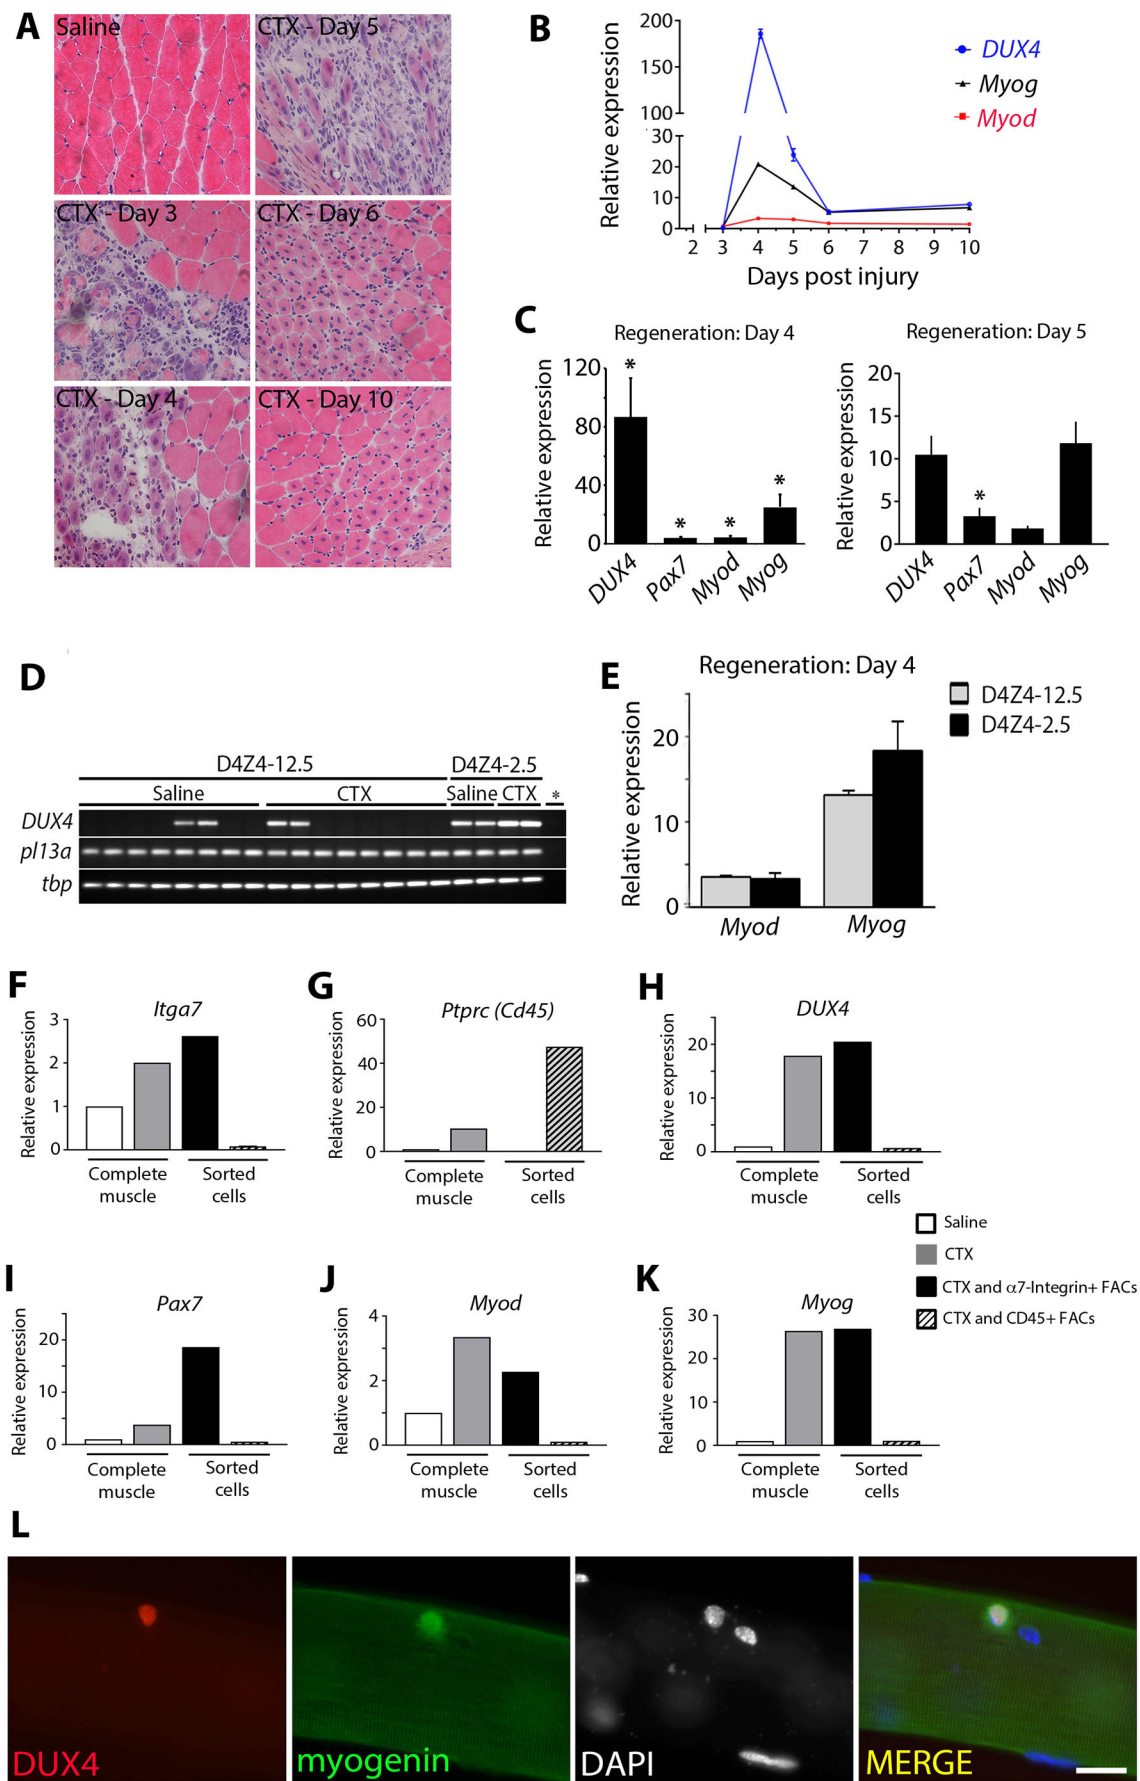 A
Saline
CTX - Day 5
CTX - Day 3
CTX - Day 6
CTX - Day 4
CTX - Day 10
B
Relative expression
200
150
100
30
20
10
0
2 3 4 5 6 7 8 9 10
Days post injury
DUX4
Myog
Myod
C
Regeneration: Day 4
Relative expression
120
80
40
0
* * * *
DUX4 Pax7 Myod Myog
Regeneration: Day 5
Relative expression
20
15
10
5
0
*
DUX4 Pax7 Myod Myog
D
D4Z4-12.5 D4Z4-2.5
Saline CTX Saline CTX *
DUX4
pl13a
tbp
E
Regeneration: Day 4
Relative expression
20
10
0
Myod Myog
D4Z4-12.5
D4Z4-2.5
F
Itga7
Relative expression
3
2
1
0
Complete muscle
Sorted cells
G
Ptprc (Cd45)
Relative expression
60
40
20
0
Complete muscle
Sorted cells
H
DUX4
Relative expression
20
10
0
Complete muscle
Sorted cells
Saline
CTX
CTX and α7-Integrin+ FACs
CTX and CD45+ FACs
I
Pax7
Relative expression
20
10
0
Complete muscle
Sorted cells
J
Myod
Relative expression
4
2
0
Complete muscle
Sorted cells
K
Myog
Relative expression
30
20
10
0
Complete muscle
Sorted cells
L
DUX4
myogenin
DAPI
MERGE